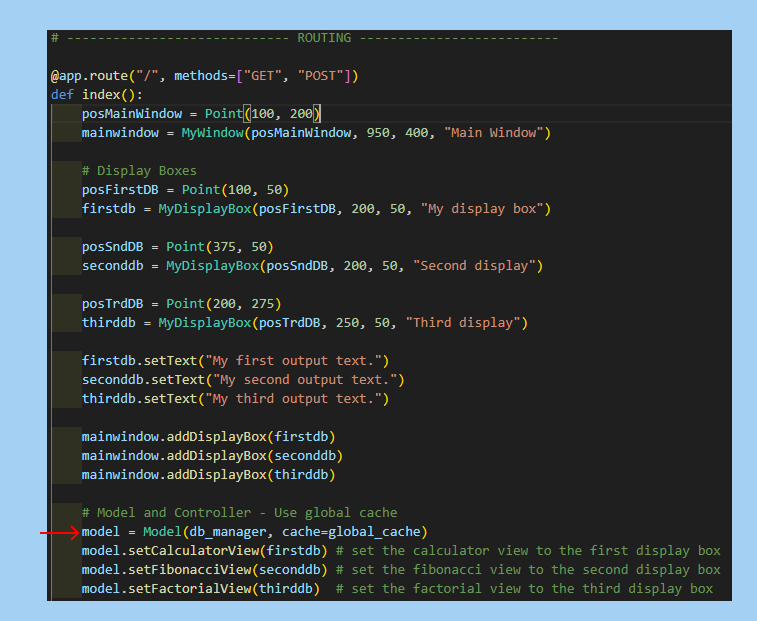 # ----------------------------- ROUTING --------------------------
@app.route("/", methods=["GET", "POST"])
def index():
    posMainWindow = Point(100, 200)
    mainwindow = MyWindow(posMainWindow, 950, 400, "Main Window")
    # Display Boxes
    posFirstDB = Point(100, 50)
    firstdb = MyDisplayBox(posFirstDB, 200, 50, "My display box")
    posSndDB = Point(375, 50)
    seconddb = MyDisplayBox(posSndDB, 200, 50, "Second display")
    posTrdDB = Point(200, 275)
    thirddb = MyDisplayBox(posTrdDB, 250, 50, "Third display")
    firstdb.setText("My first output text.")
    seconddb.setText("My second output text.")
    thirddb.setText("My third output text.")
    mainwindow.addDisplayBox(firstdb)
    mainwindow.addDisplayBox(seconddb)
    mainwindow.addDisplayBox(thirddb)
    # Model and Controller - Use global cache
    model = Model(db_manager, cache=global_cache)
    model.setCalculatorView(firstdb) # set the calculator view to the first display box
    model.setFibonacciView(seconddb) # set the fibonacci view to the second display box
    model.setFactorialView(thirddb)  # set the factorial view to the third display box